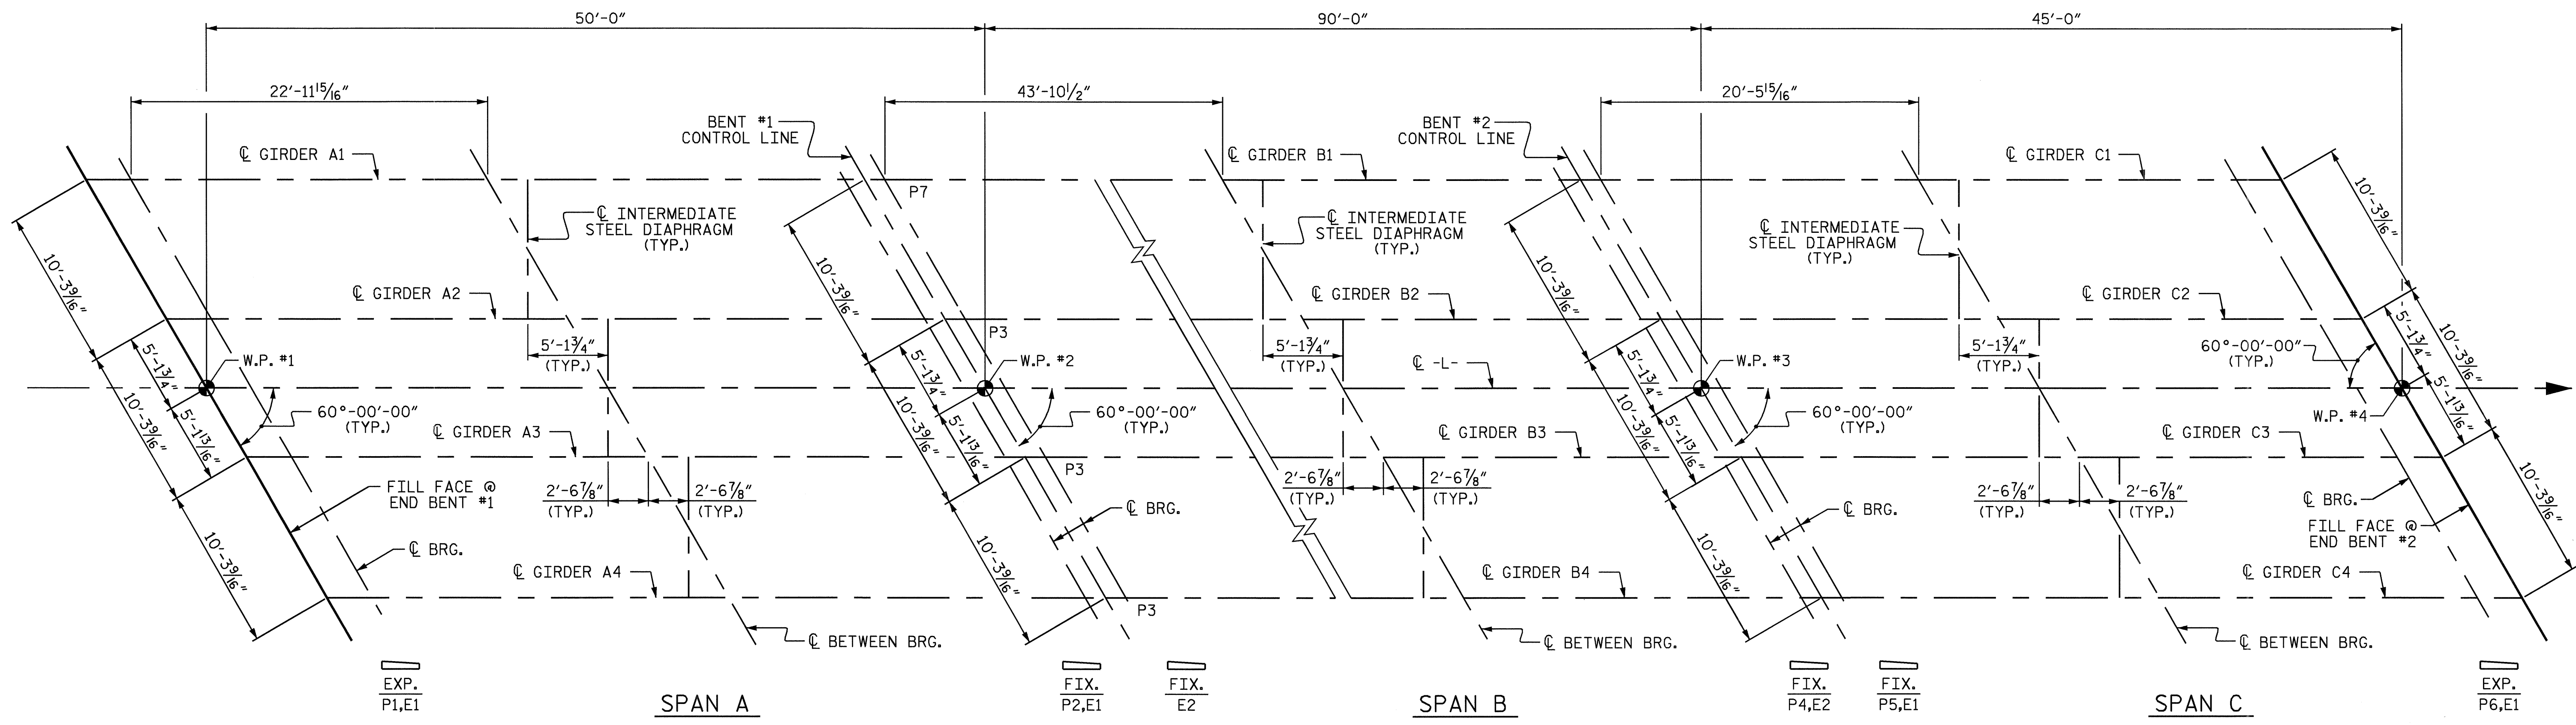 50'-0"
90'-0"
45'-0"
22'-11 15/16"
43'-10 1/2"
20'-5 15/16"
BENT #1
CONTROL LINE
BENT #2
CONTROL LINE
℄ GIRDER A1
℄ GIRDER B1
℄ GIRDER C1
P7
℄ INTERMEDIATE
STEEL DIAPHRAGM
(TYP.)
℄ INTERMEDIATE
STEEL DIAPHRAGM
(TYP.)
℄ INTERMEDIATE
STEEL DIAPHRAGM
(TYP.)
10'-3 9/16"
10'-3 9/16"
10'-3 9/16"
10'-3 9/16"
℄ GIRDER A2
℄ GIRDER B2
℄ GIRDER C2
P3
5'-1 3/4"
(TYP.)
5'-1 3/4"
(TYP.)
5'-1 3/4"
(TYP.)
W.P. #1
W.P. #2
℄ -L-
W.P. #3
60°-00'-00"
(TYP.)
5'-1 3/4"
5'-1 3/4"
5'-1 3/4"
5'-1 3/4"
10'-3 9/16"
10'-3 9/16"
10'-3 9/16"
10'-3 9/16"
5'-1 13/16"
5'-1 13/16"
5'-1 13/16"
5'-1 13/16"
60°-00'-00"
(TYP.)
60°-00'-00"
(TYP.)
60°-00'-00"
(TYP.)
W.P. #4
℄ GIRDER A3
℄ GIRDER B3
℄ GIRDER C3
P3
2'-6 7/8"
(TYP.)
2'-6 7/8"
(TYP.)
2'-6 7/8"
(TYP.)
2'-6 7/8"
(TYP.)
2'-6 7/8"
(TYP.)
2'-6 7/8"
(TYP.)
FILL FACE @
END BENT #1
℄ BRG.
℄ BRG.
℄ BRG.
℄ BRG.
FILL FACE @
END BENT #2
10'-3 9/16"
10'-3 9/16"
10'-3 9/16"
10'-3 9/16"
℄ GIRDER A4
℄ GIRDER B4
℄ GIRDER C4
P3
℄ BETWEEN BRG.
℄ BETWEEN BRG.
℄ BETWEEN BRG.
EXP.
P1,E1
SPAN A
FIX.
P2,E1
FIX.
E2
SPAN B
FIX.
P4,E2
FIX.
P5,E1
SPAN C
EXP.
P6,E1